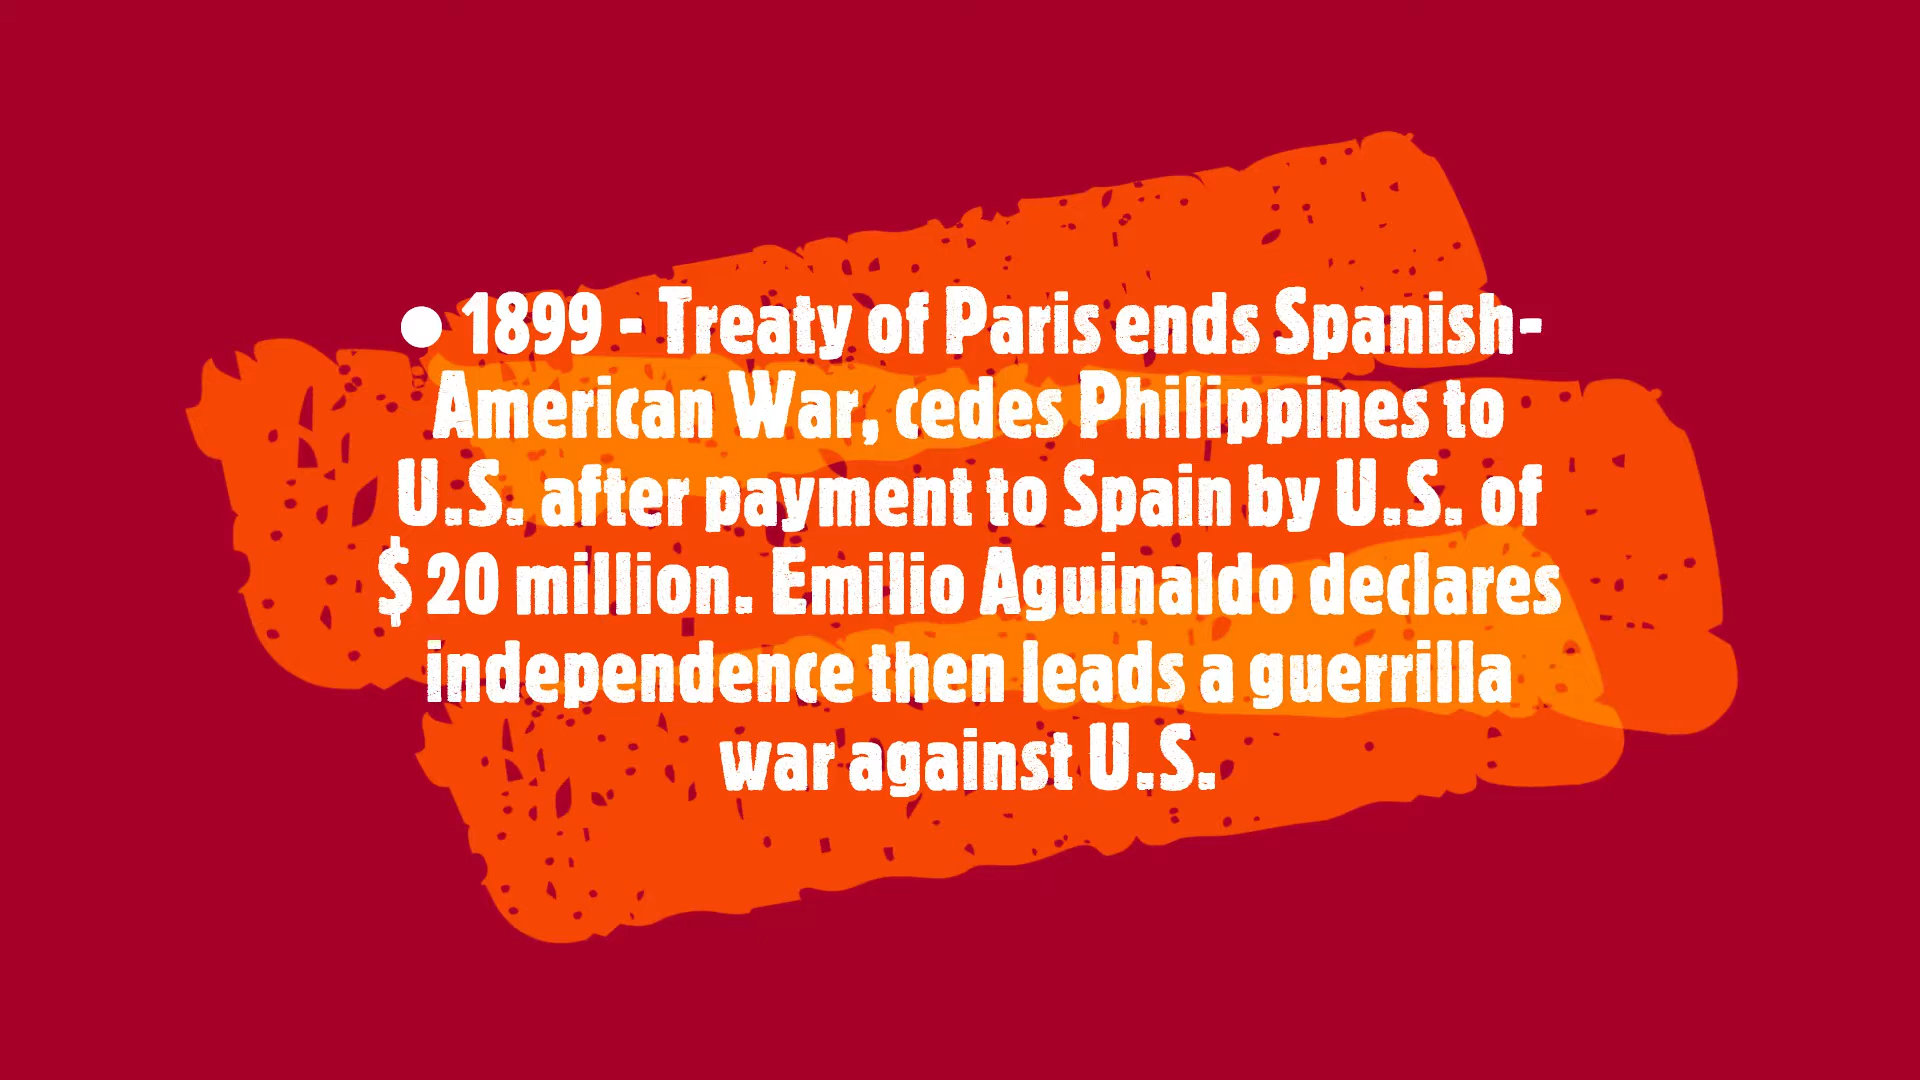 ● 1899 - Treaty of Paris ends Spanish-
American War, cedes Philippines to
U.S. after payment to Spain by U.S. of
$ 20 million. Emilio Aguinaldo declares
independence then leads a guerrilla
war against U.S.